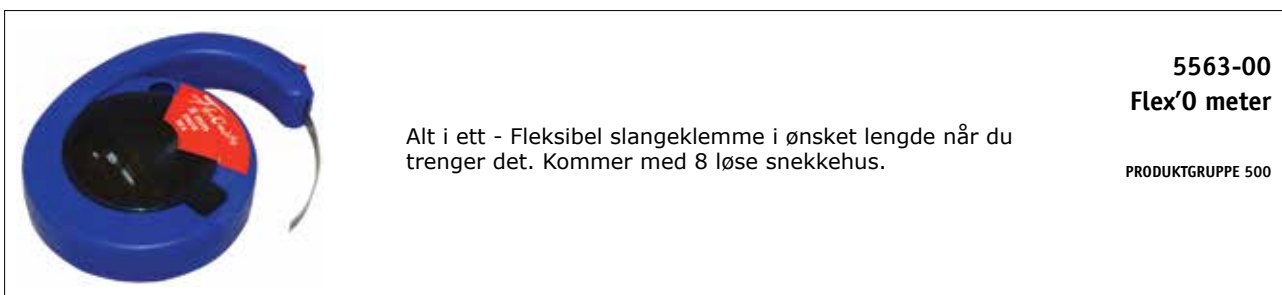 5563-00
Flex'O meter
Alt i ett - Fleksibel slangeklemme i ønsket lengde når du
trenger det. Kommer med 8 løse snekkehus.
PRODUKTGRUPPE 500